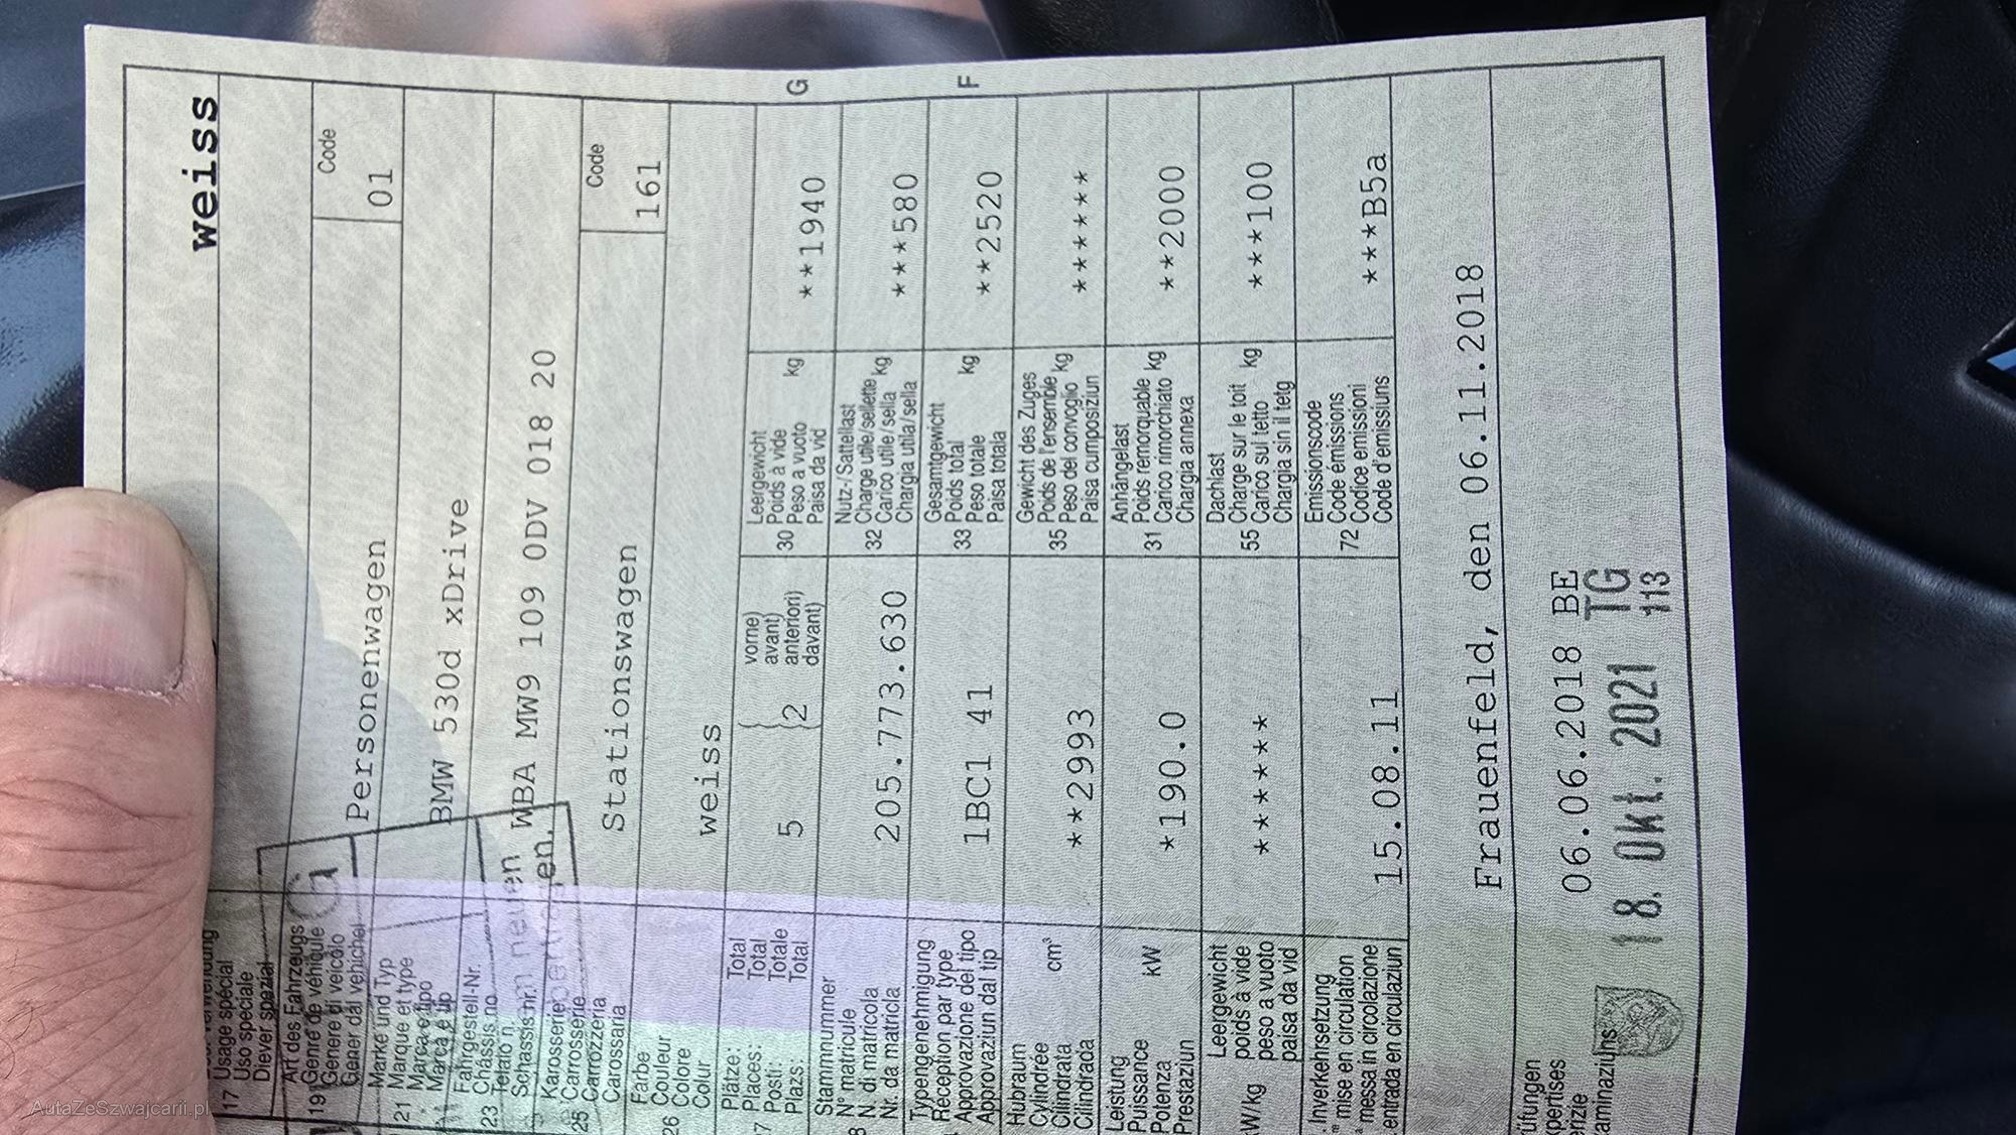 weiss
17 Usage spécial
Uso speciale
Diever spezial
Art des Fahrzeugs
19 Genre de véhicule
Genere di veicolo
Gener dal vehichel
Personenwagen
Code
01
Marke und Typ
21 Marque et type
Marca e tipo
Marca e tip
BMW 530d xDrive
Fahrgestell-Nr.
Châssis no
23 Telaio n.
Schassis nr.
WBA MW9 109 0DV 018 20
Karosserie
25 Carrosserie
Carrozzeria
Carossaria
Stationswagen
Code
161
Farbe
26 Couleur
Colore
Colur
weiss
Plätze: Total
Places: Total
Posti: Totale
Plazs: Total
5
2
vorne)
avant)
anteriori)
davant)
Leergewicht
Poids à vide
30 Peso a vuoto kg
Paisa da vid
**1940
G
Stammnummer
N° matricule
N. di matricola
Nr. da matricla
205.773.630
Nutz-/Sattellast
Charge utile/sellette
32 Carico utile/sella kg
Chargia utila/sella
***580
Typengenehmigung
Réception par type
Approvazione del tipo
Approvaziun dal tip
1BC1 41
Gesamtgewicht
Poids total
33 Peso totale kg
Paisa totala
**2520
F
Hubraum
Cylindrée
Cilindrata cm³
Cilindrada
**2993
Gewicht des Zuges
Poids de l'ensemble
35 Peso del convoglio kg
Paisa cumposiziun
******
Leistung
Puissance
Potenza kW
Prestaziun
*190.0
Anhängelast
Poids remorquable
31 Carico rimorchiato kg
Chargia annexa
**2000
Leergewicht
poids à vide
peso a vuoto
paisa da vid
******
Dachlast
Charge sur le toit
55 Carico sul tetto kg
Chargia sin il tetg
***100
Inverkehrsetzung
mise en circulation
messa in circolazione
entrada en circulaziun
15.08.11
Emissionscode
Code émissions
72 Codice emissioni
Code d'emissiuns
***B5a
Frauenfeld, den 06.11.2018
06.06.2018 BE
18. Okt. 2021 TG
113
AutaZeSzwajcarii.pl